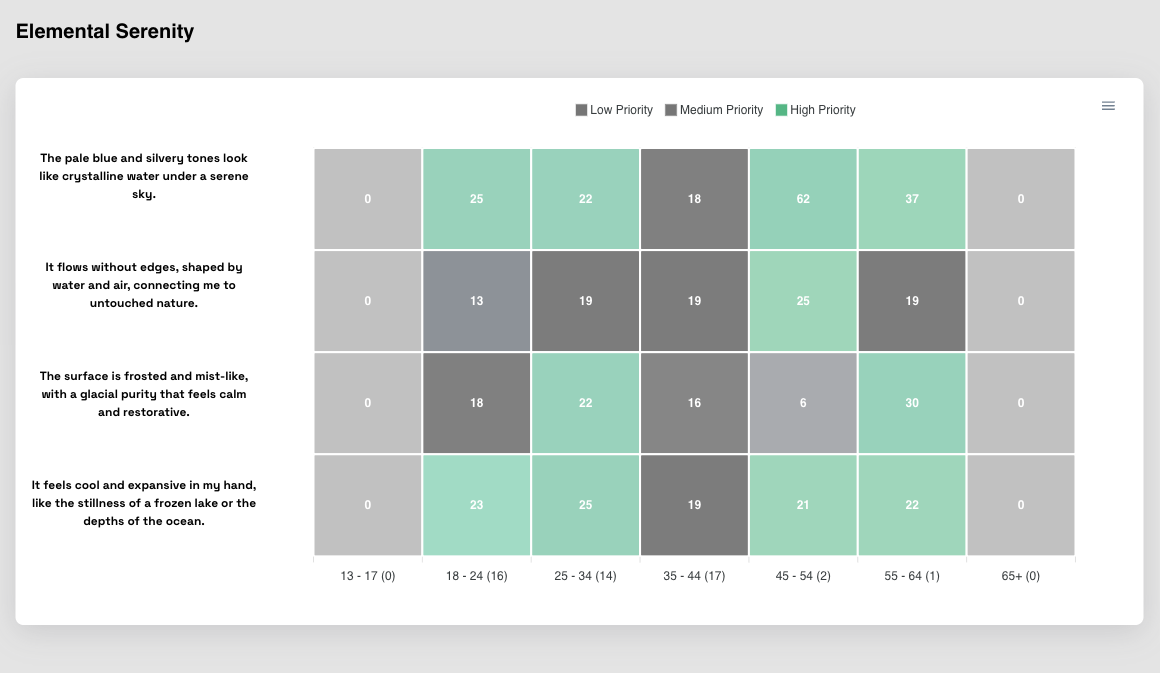 Elemental Serenity
Low Priority Medium Priority High Priority
The pale blue and silvery tones look
like crystalline water under a serene
sky.
0 25 22 18 62 37 0
It flows without edges, shaped by
water and air, connecting me to
untouched nature.
0 13 19 19 25 19 0
The surface is frosted and mist-like,
with a glacial purity that feels calm
and restorative.
0 18 22 16 6 30 0
It feels cool and expansive in my hand,
like the stillness of a frozen lake or the
depths of the ocean.
0 23 25 19 21 22 0
13 - 17 (0) 18 - 24 (16) 25 - 34 (14) 35 - 44 (17) 45 - 54 (2) 55 - 64 (1) 65+ (0)